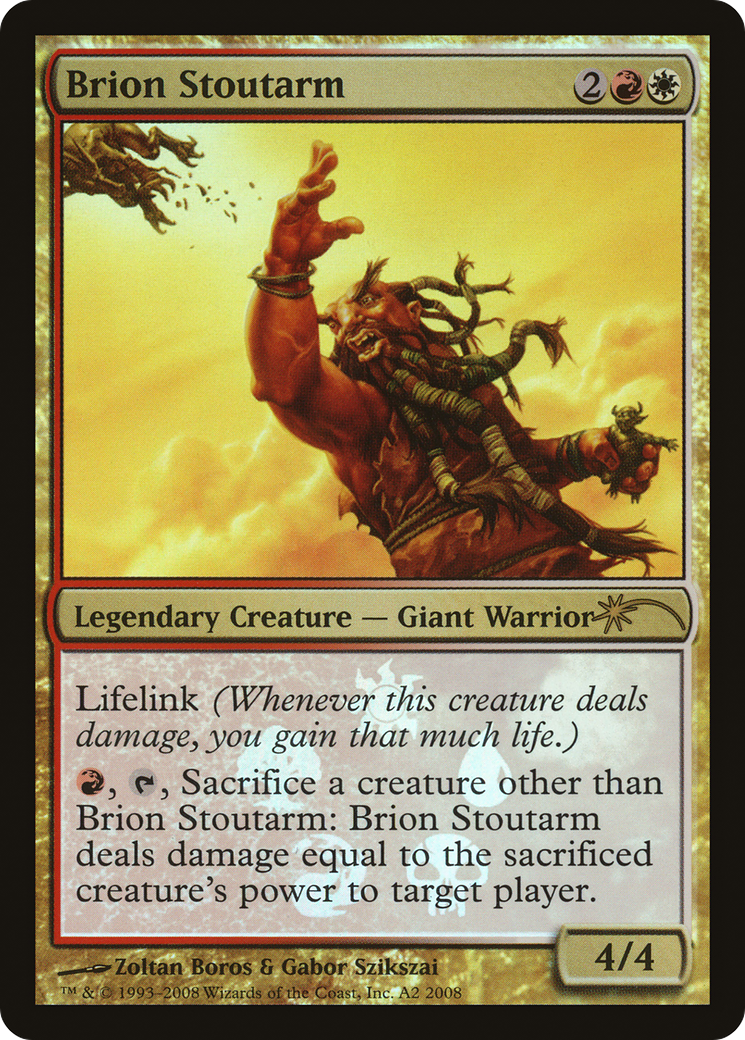 Brion Stoutarm 2
Legendary Creature — Giant Warrior
Lifelink (Whenever this creature deals
damage, you gain that much life.)
, , Sacrifice a creature other than
Brion Stoutarm: Brion Stoutarm
deals damage equal to the sacrificed
creature's power to target player.
4/4
Zoltan Boros & Gabor Szikszai
™ & © 1993–2008 Wizards of the Coast, Inc. A2 2008